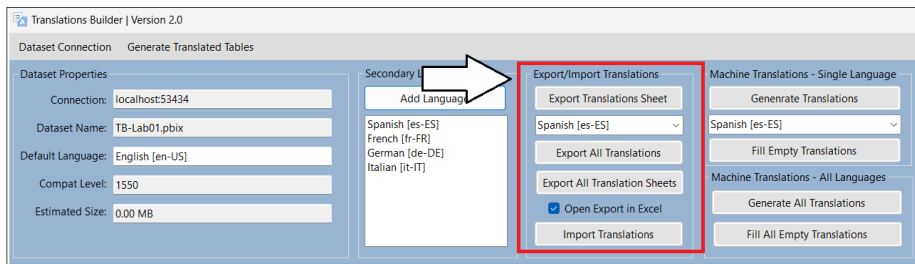 Translations Builder | Version 2.0
Dataset Connection Generate Translated Tables
Dataset Properties
Connection: localhost:53434
Dataset Name: TB-Lab01.pbix
Default Language: English [en-US]
Compat Level: 1550
Estimated Size: 0.00 MB
Secondary
Add Language
Spanish [es-ES]
French [fr-FR]
German [de-DE]
Italian [it-IT]
Export/Import Translations
Export Translations Sheet
Spanish [es-ES]
Export All Translations
Export All Translation Sheets
Open Export in Excel
Import Translations
Machine Translations - Single Language
Genenrate Translations
Spanish [es-ES]
Fill Empty Translations
Machine Translations - All Languages
Generate All Translations
Fill All Empty Translations